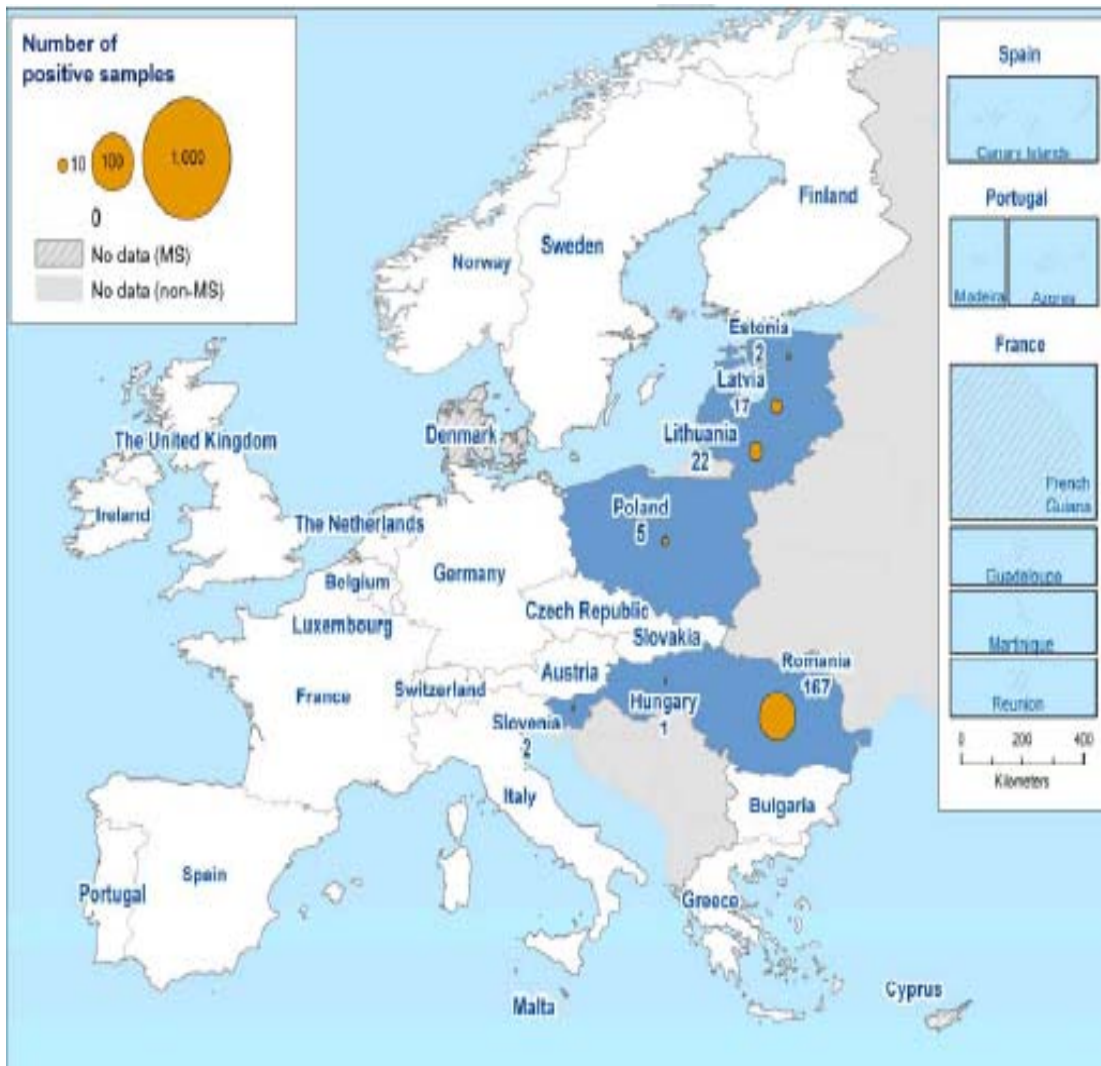 Number of
positive samples
10
100
1,000
0
No data (MS)
No data (non-MS)
Spain
Canary Islands
Portugal
Madeira
Azores
France
French
Guiana
Guadeloupe
Martinique
Reunion
0 200 400
Kilometers
Finland
Sweden
Norway
Estonia
2
Latvia
17
Lithuania
22
Denmark
The United Kingdom
Ireland
The Netherlands
Poland
5
Belgium
Germany
Luxembourg
Czech Republic
Slovakia
Romania
167
Austria
France
Switzerland
Hungary
1
Slovenia
2
Italy
Bulgaria
Spain
Portugal
Greece
Malta
Cyprus